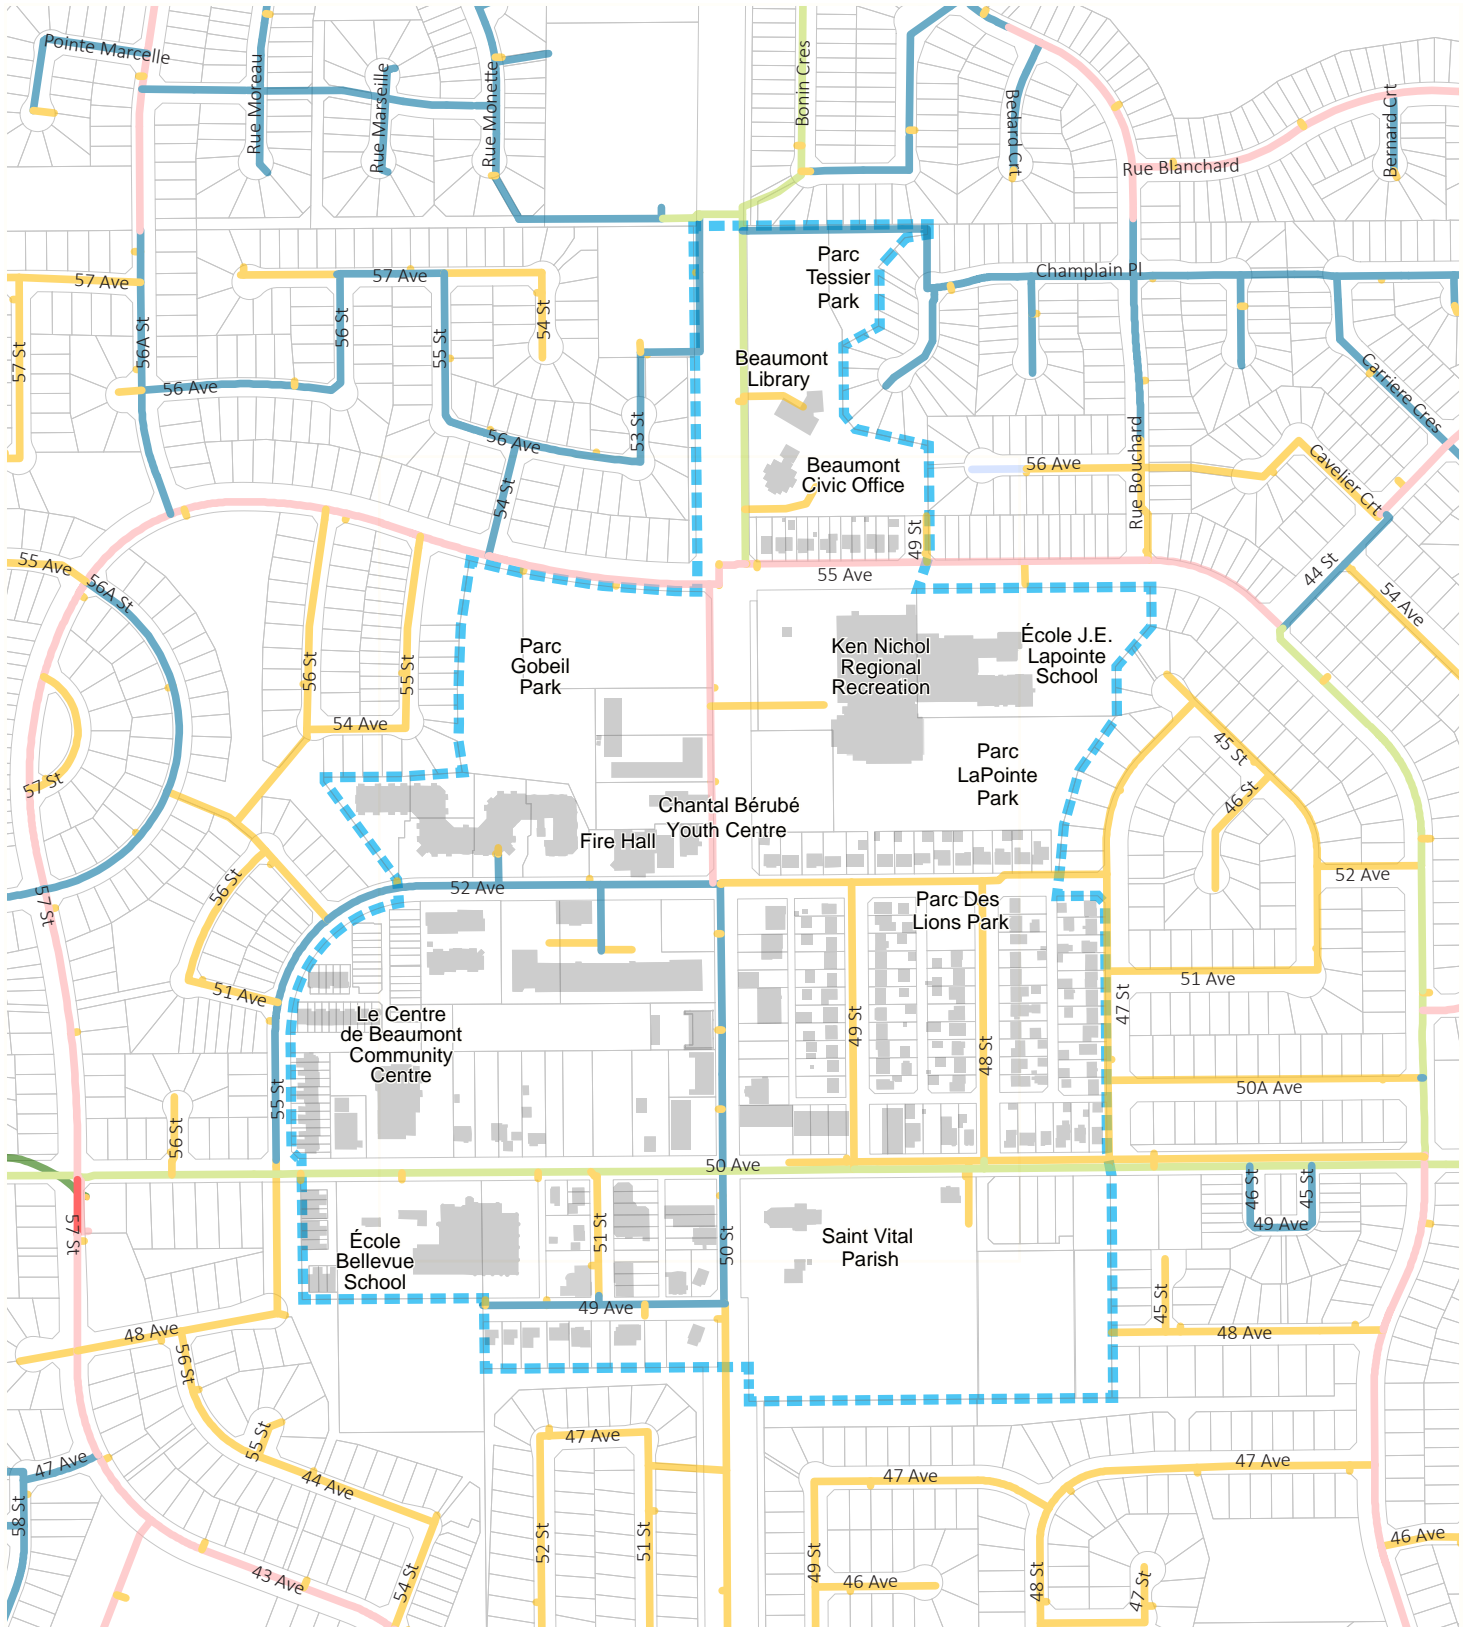 Pointe Marcelle
Rue Moreau
Rue Marseille
Rue Monette
Bonin Cres
Bedard Crt
Rue Blanchard
Bernard Crt
57 Ave
57 St
56A St
56 Ave
57 Ave
56 St
55 St
54 St
56 Ave
53 St
54 St
Parc
Tessier
Park
Champlain Pl
Beaumont
Library
Beaumont
Civic Office
49 St
56 Ave
Rue Bouchard
Carriere Cres
Cavelier Crt
44 St
54 Ave
55 Ave
55 Ave
56A St
57 St
56 St
55 St
54 Ave
Parc
Gobeil
Park
Ken Nichol
Regional
Recreation
École J.E.
Lapointe
School
Parc
LaPointe
Park
45 St
46 St
Chantal Bérubé
Youth Centre
Fire Hall
52 Ave
52 Ave
57 St
56 St
51 Ave
Parc Des
Lions Park
51 Ave
47 St
49 St
48 St
Le Centre
de Beaumont
Community
Centre
55 St
56 St
50A Ave
50 Ave
57 St
École
Bellevue
School
51 St
50 St
Saint Vital
Parish
46 St
45 St
49 Ave
49 Ave
45 St
48 Ave
48 Ave
56 St
55 St
44 Ave
47 Ave
58 St
43 Ave
54 St
47 Ave
52 St
51 St
47 Ave
49 St
46 Ave
47 Ave
48 St
47 St
46 Ave